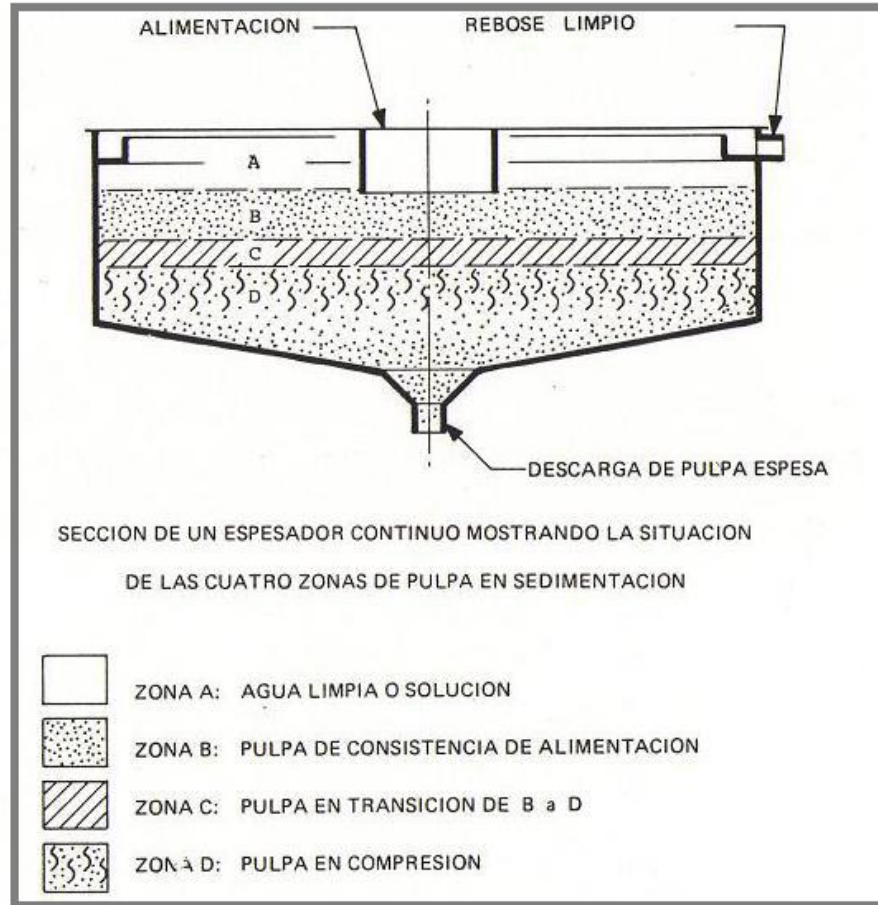 ALIMENTACION
REBOSE LIMPIO
A
B
C
D
DESCARGA DE PULPA ESPESA
SECCION DE UN ESPESADOR CONTINUO MOSTRANDO LA SITUACION
DE LAS CUATRO ZONAS DE PULPA EN SEDIMENTACION
ZONA A: AGUA LIMPIA O SOLUCION
ZONA B: PULPA DE CONSISTENCIA DE ALIMENTACION
ZONA C: PULPA EN TRANSICION DE B a D
ZONA D: PULPA EN COMPRESION